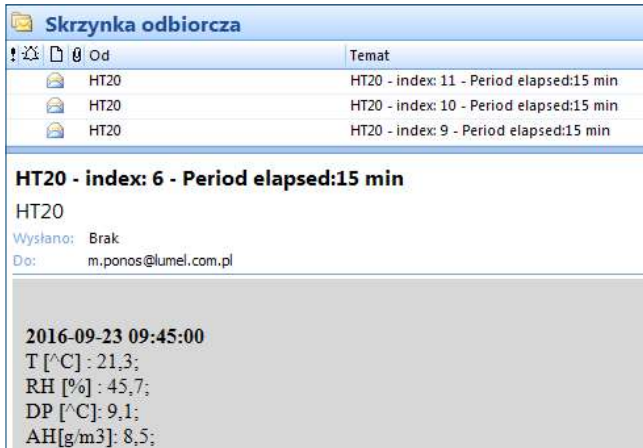 Skrzynka odbiorcza
! Od Temat
HT20 HT20 - index: 11 - Period elapsed:15 min
HT20 HT20 - index: 10 - Period elapsed:15 min
HT20 HT20 - index: 9 - Period elapsed:15 min
HT20 - index: 6 - Period elapsed:15 min
HT20
Wysłano: Brak
Do: m.ponos@lumel.com.pl
2016-09-23 09:45:00
T [^C] : 21,3;
RH [%] : 45,7;
DP [^C]: 9,1;
AH[g/m3]: 8,5;